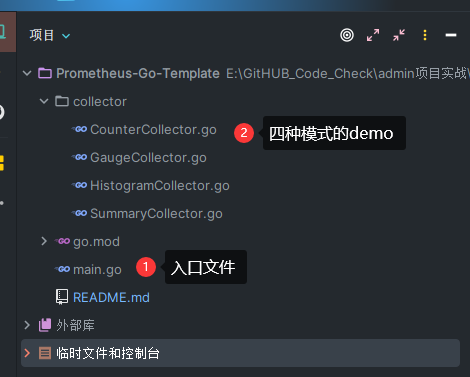 项目
Prometheus-Go-Template E:\GitHUB_Code_Check\admin项目实战\
collector
CounterCollector.go 2 四种模式的demo
GaugeCollector.go
HistogramCollector.go
SummaryCollector.go
go.mod
main.go 1 入口文件
README.md
外部库
临时文件和控制台